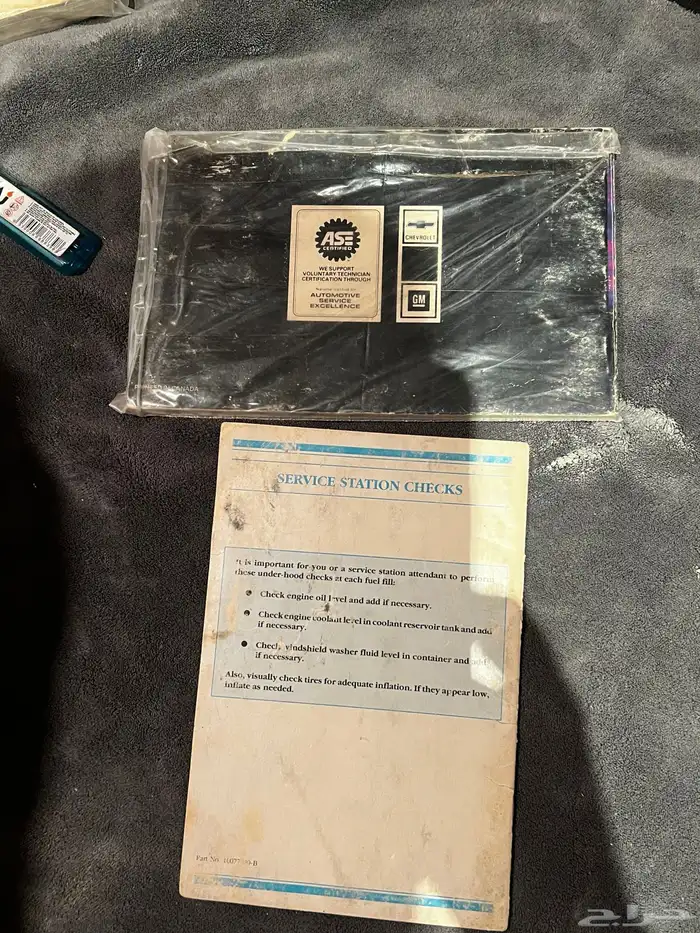 ASE
CERTIFIED
WE SUPPORT
VOLUNTARY TECHNICIAN
CERTIFICATION THROUGH
AUTOMOTIVE
SERVICE
EXCELLENCE
CHEVROLET
GM
CANADA
SERVICE STATION CHECKS
It is important for you or a service station attendant to perform
these under-hood checks at each fuel fill:
● Check engine oil level and add if necessary.
● Check engine coolant level in coolant reservoir tank and add
if necessary.
● Check windshield washer fluid level in container and add
if necessary.
Also, visually check tires for adequate inflation. If they appear low,
inflate as needed.
Part No.
حراج